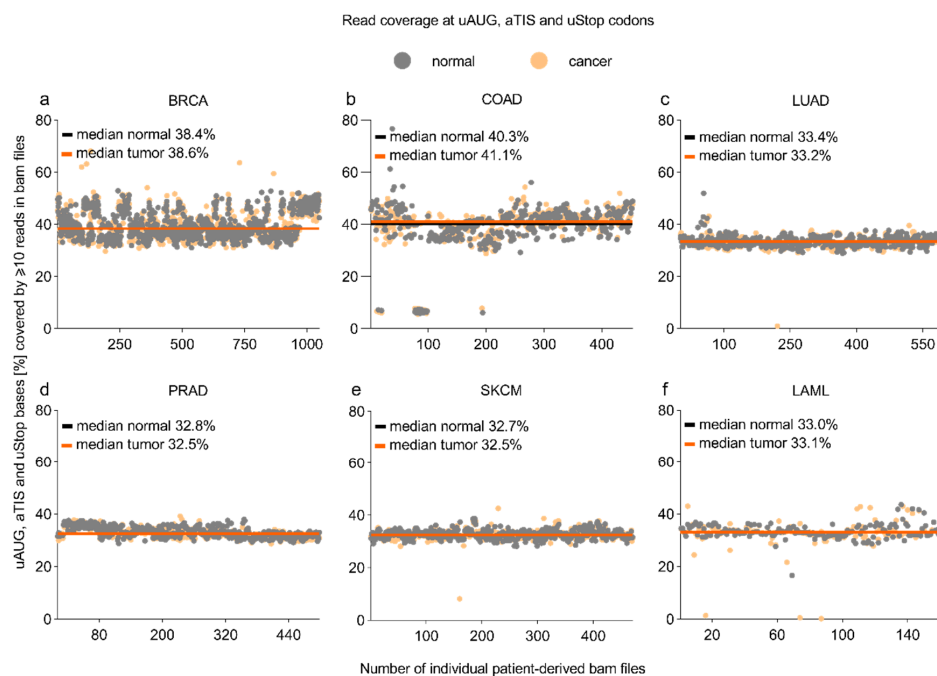 Read coverage at uAUG, aTIS and uStop codons
normal cancer
uAUG, aTIS and uStop bases [%] covered by ≥10 reads in bam files
a BRCA
median normal 38.4%
median tumor 38.6%
80
60
40
20
0
250 500 750 1000
b COAD
median normal 40.3%
median tumor 41.1%
80
60
40
20
0
100 200 300 400
c LUAD
median normal 33.4%
median tumor 33.2%
80
60
40
20
0
100 250 400 550
d PRAD
median normal 32.8%
median tumor 32.5%
80
60
40
20
0
80 200 320 440
e SKCM
median normal 32.7%
median tumor 32.5%
80
60
40
20
0
100 200 300 400
f LAML
median normal 33.0%
median tumor 33.1%
80
60
40
20
0
20 60 100 140
Number of individual patient-derived bam files